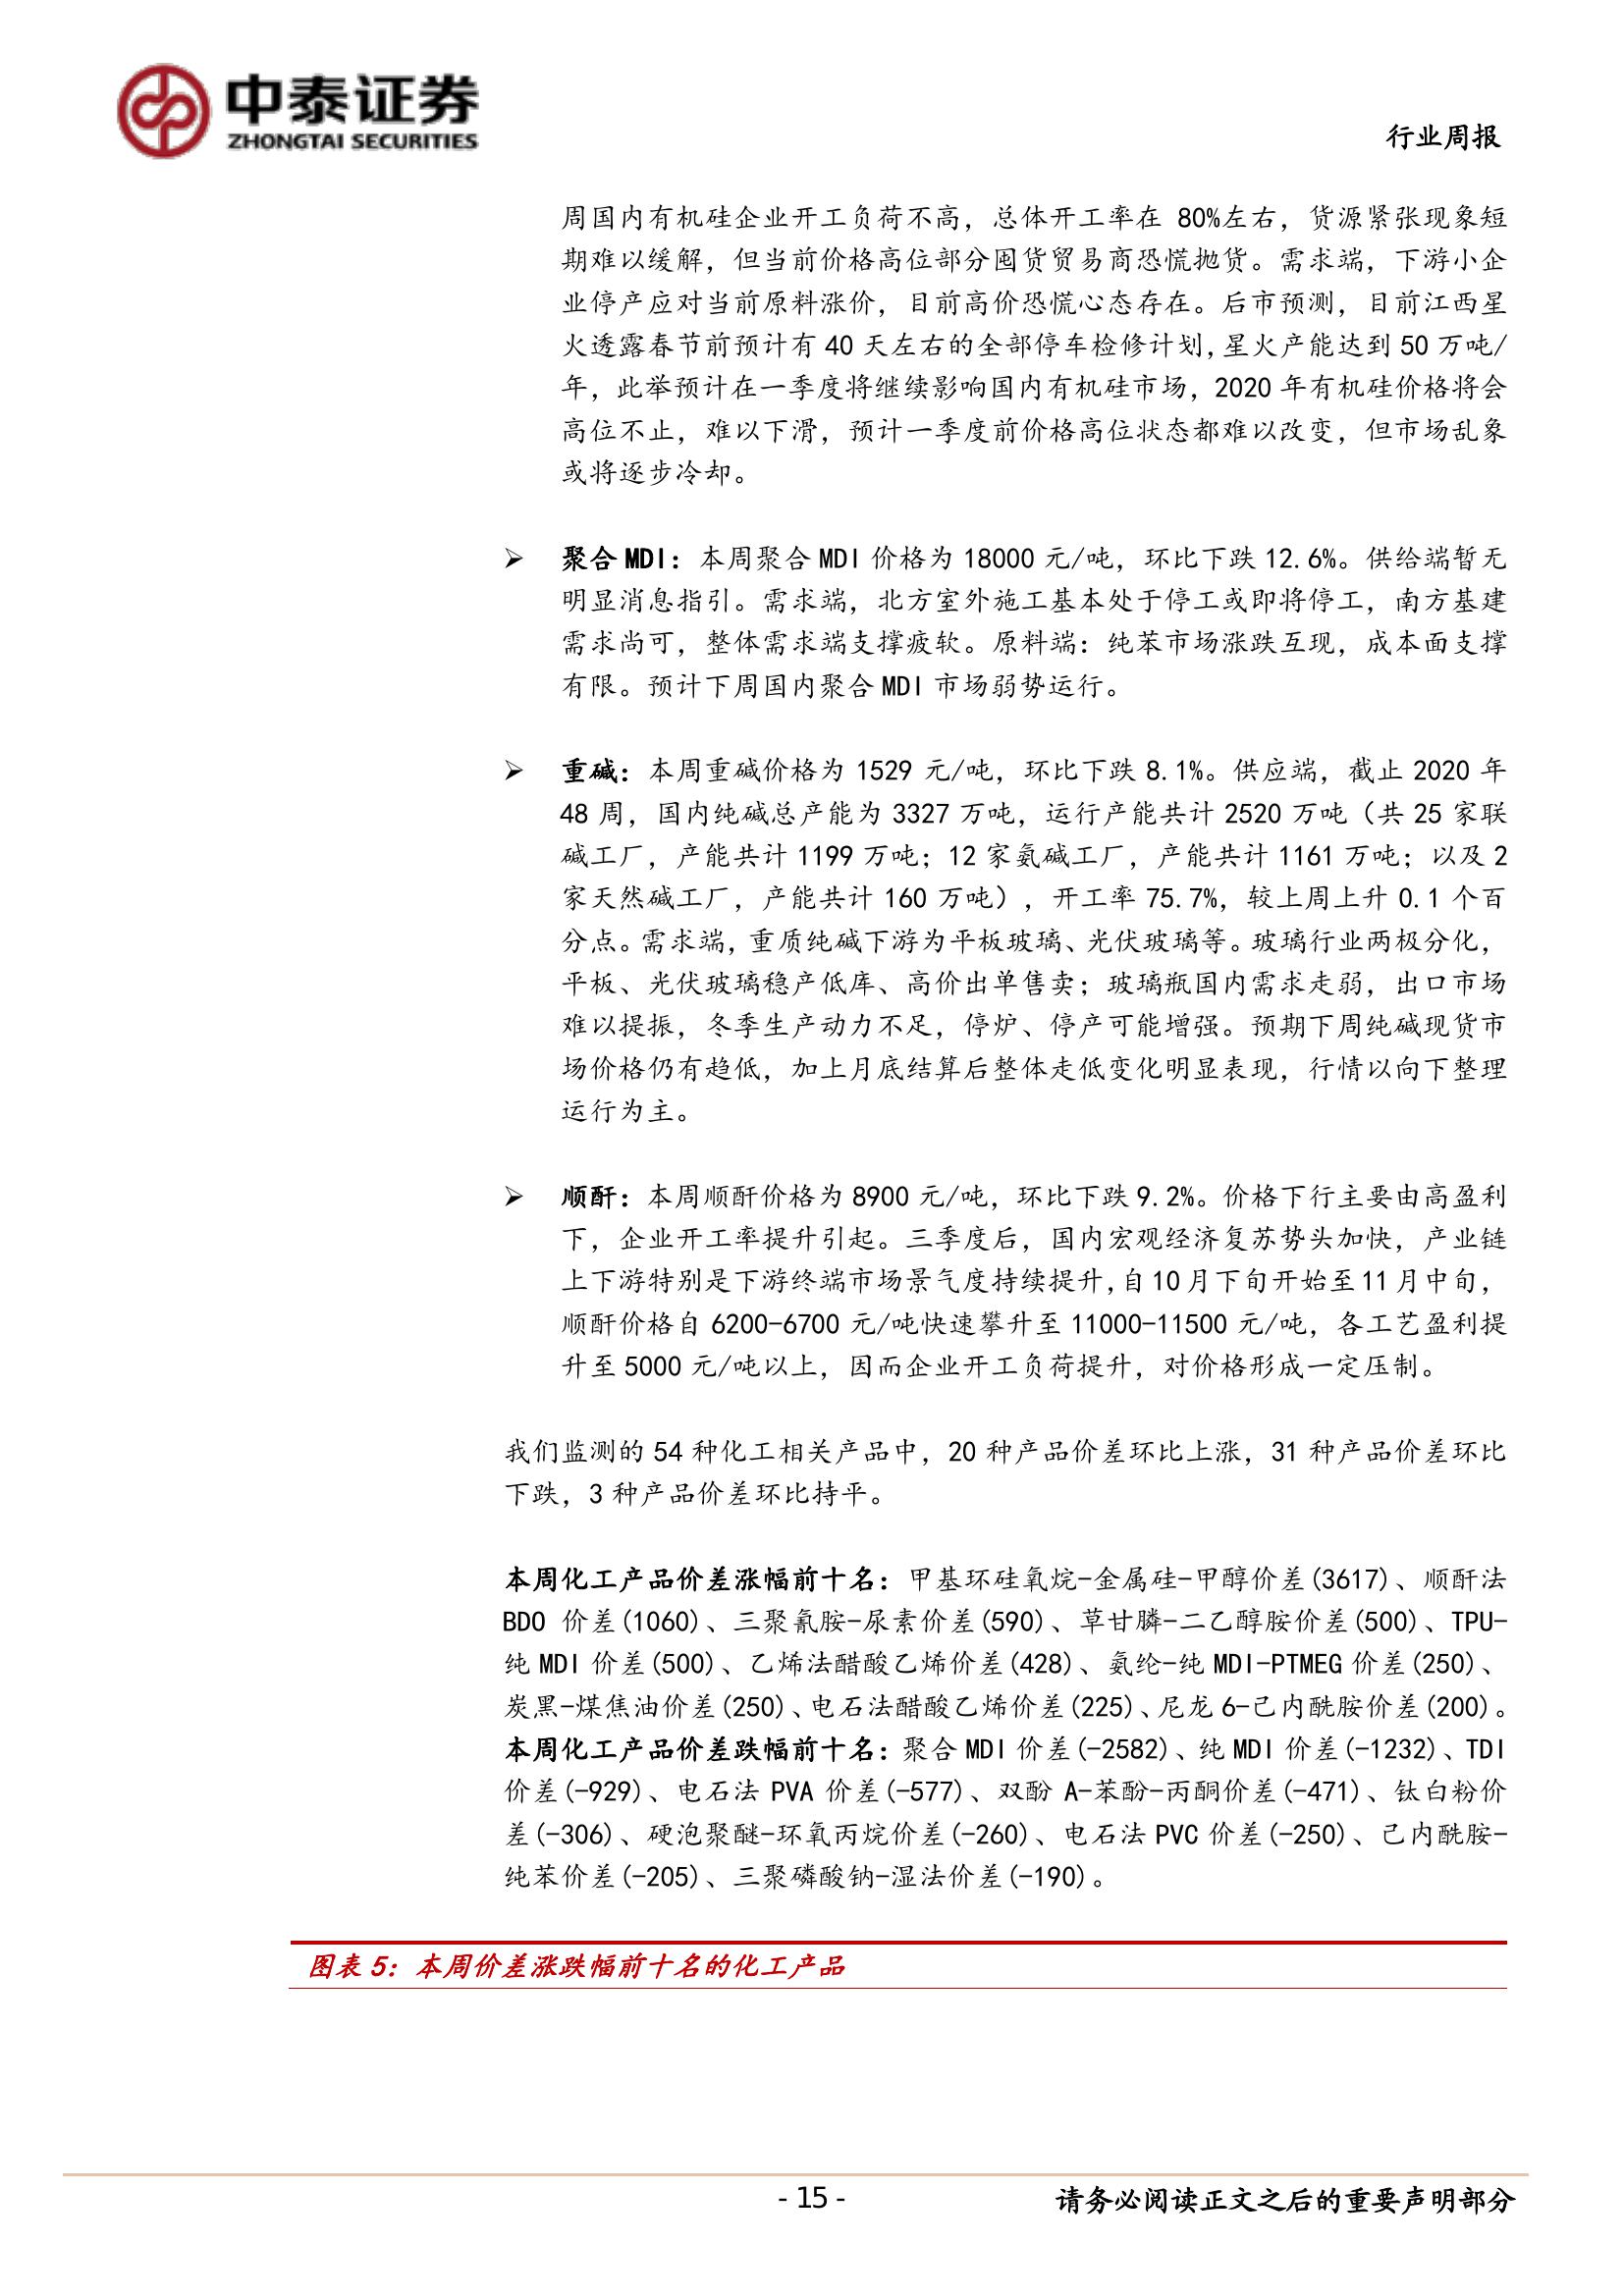 中泰证券
ZHONGTAI SECURITIES
行业周报
周国内有机硅企业开工负荷不高，总体开工率在 80%左右，货源紧张现象短
期难以缓解，但当前价格高位部分囤货贸易商恐慌抛货。需求端，下游小企
业停产应对当前原料涨价，目前高价恐慌心态存在。后市预测，目前江西星
火透露春节前预计有 40 天左右的全部停车检修计划,星火产能达到 50 万吨/
年，此举预计在一季度将继续影响国内有机硅市场，2020 年有机硅价格将会
高位不止，难以下滑，预计一季度前价格高位状态都难以改变，但市场乱象
或将逐步冷却。
➢ 聚合 MDI：本周聚合 MDI 价格为 18000 元/吨，环比下跌 12.6%。供给端暂无
明显消息指引。需求端，北方室外施工基本处于停工或即将停工，南方基建
需求尚可，整体需求端支撑疲软。原料端：纯苯市场涨跌互现，成本面支撑
有限。预计下周国内聚合 MDI 市场弱势运行。
➢ 重碱：本周重碱价格为 1529 元/吨，环比下跌 8.1%。供应端，截止 2020 年
48 周，国内纯碱总产能为 3327 万吨，运行产能共计 2520 万吨（共 25 家联
碱工厂，产能共计 1199 万吨；12 家氨碱工厂，产能共计 1161 万吨；以及 2
家天然碱工厂，产能共计 160 万吨），开工率 75.7%，较上周上升 0.1 个百
分点。需求端，重质纯碱下游为平板玻璃、光伏玻璃等。玻璃行业两极分化，
平板、光伏玻璃稳产低库、高价出单售卖；玻璃瓶国内需求走弱，出口市场
难以提振，冬季生产动力不足，停炉、停产可能增强。预期下周纯碱现货市
场价格仍有趋低，加上月底结算后整体走低变化明显表现，行情以向下整理
运行为主。
➢ 顺酐：本周顺酐价格为 8900 元/吨，环比下跌 9.2%。价格下行主要由高盈利
下，企业开工率提升引起。三季度后，国内宏观经济复苏势头加快，产业链
上下游特别是下游终端市场景气度持续提升,自 10 月下旬开始至 11 月中旬，
顺酐价格自 6200-6700 元/吨快速攀升至 11000-11500 元/吨，各工艺盈利提
升至 5000 元/吨以上，因而企业开工负荷提升，对价格形成一定压制。
我们监测的 54 种化工相关产品中，20 种产品价差环比上涨，31 种产品价差环比
下跌，3 种产品价差环比持平。
本周化工产品价差涨幅前十名：甲基环硅氧烷-金属硅-甲醇价差(3617)、顺酐法
BDO 价差(1060)、三聚氰胺-尿素价差(590)、草甘膦-二乙醇胺价差(500)、TPU-
纯 MDI 价差(500)、乙烯法醋酸乙烯价差(428)、氨纶-纯 MDI-PTMEG 价差(250)、
炭黑-煤焦油价差(250)、电石法醋酸乙烯价差(225)、尼龙 6-己内酰胺价差(200)。
本周化工产品价差跌幅前十名：聚合 MDI 价差(-2582)、纯 MDI 价差(-1232)、TDI
价差(-929)、电石法 PVA 价差(-577)、双酚 A-苯酚-丙酮价差(-471)、钛白粉价
差(-306)、硬泡聚醚-环氧丙烷价差(-260)、电石法 PVC 价差(-250)、己内酰胺-
纯苯价差(-205)、三聚磷酸钠-湿法价差(-190)。
图表 5：本周价差涨跌幅前十名的化工产品
- 15 -
请务必阅读正文之后的重要声明部分